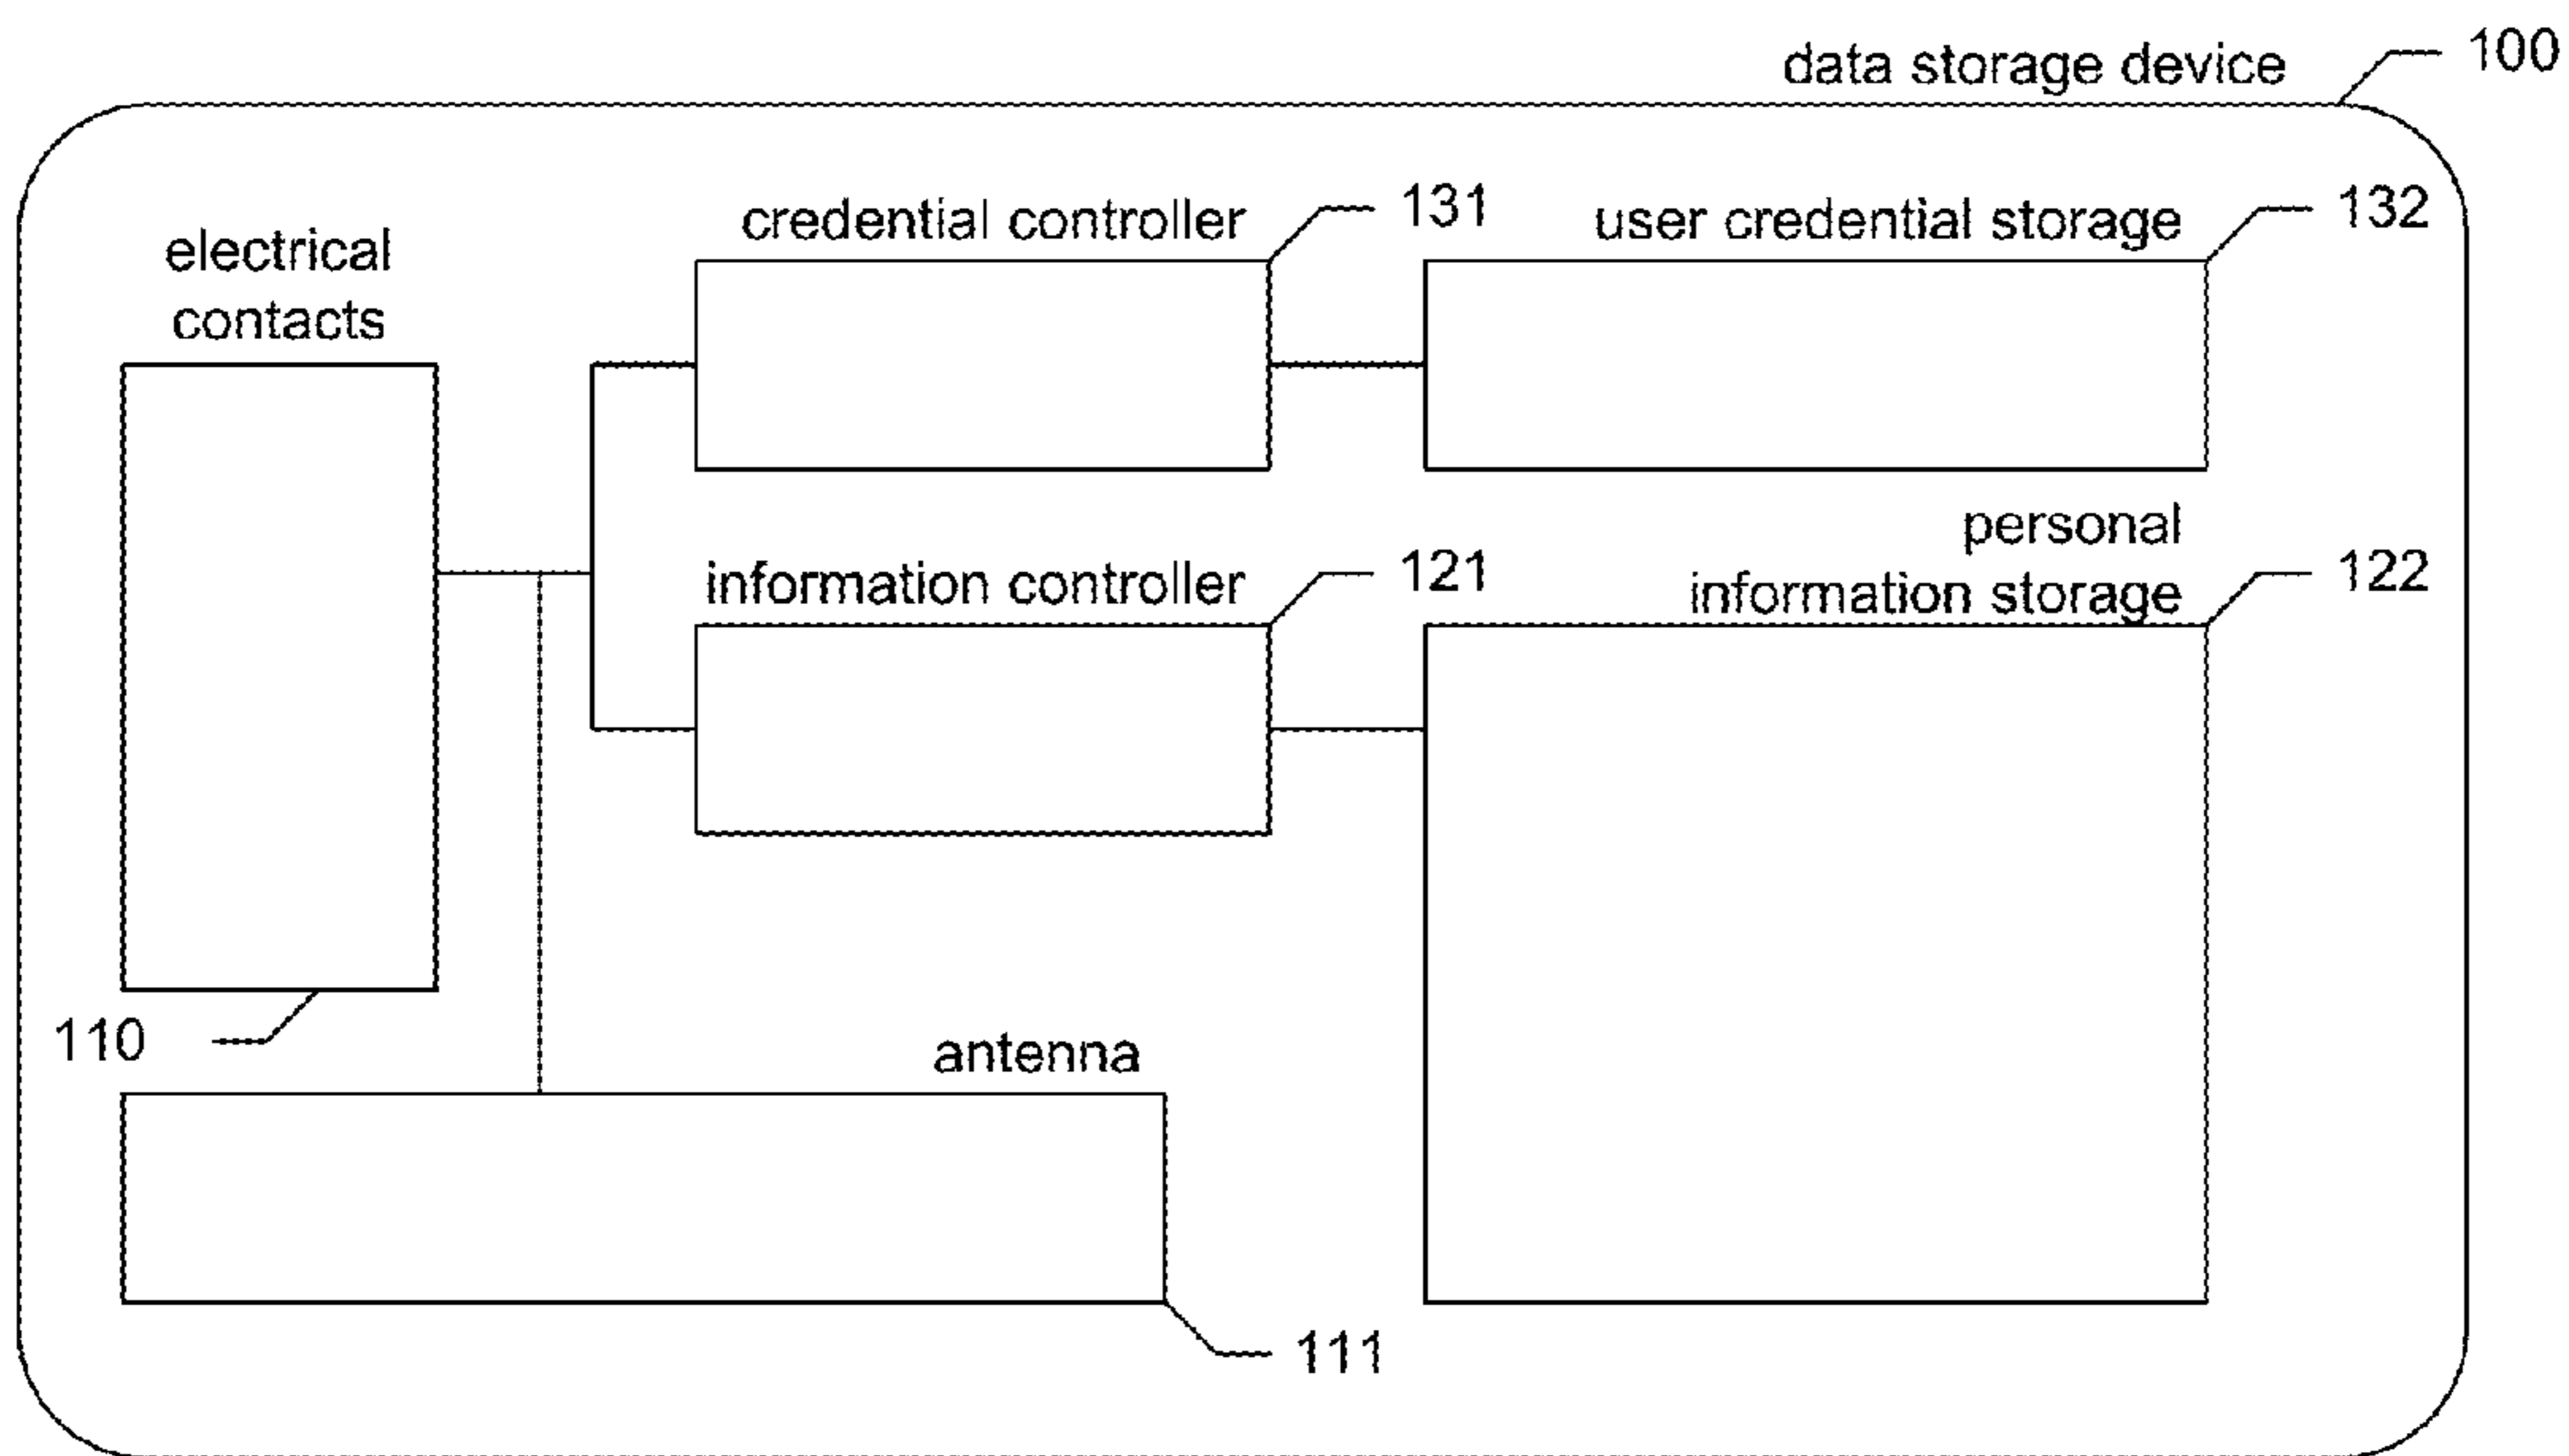 data storage device 100
credential controller 131
user credential storage 132
electrical
contacts
personal
information controller 121
information storage 122
110
antenna
111